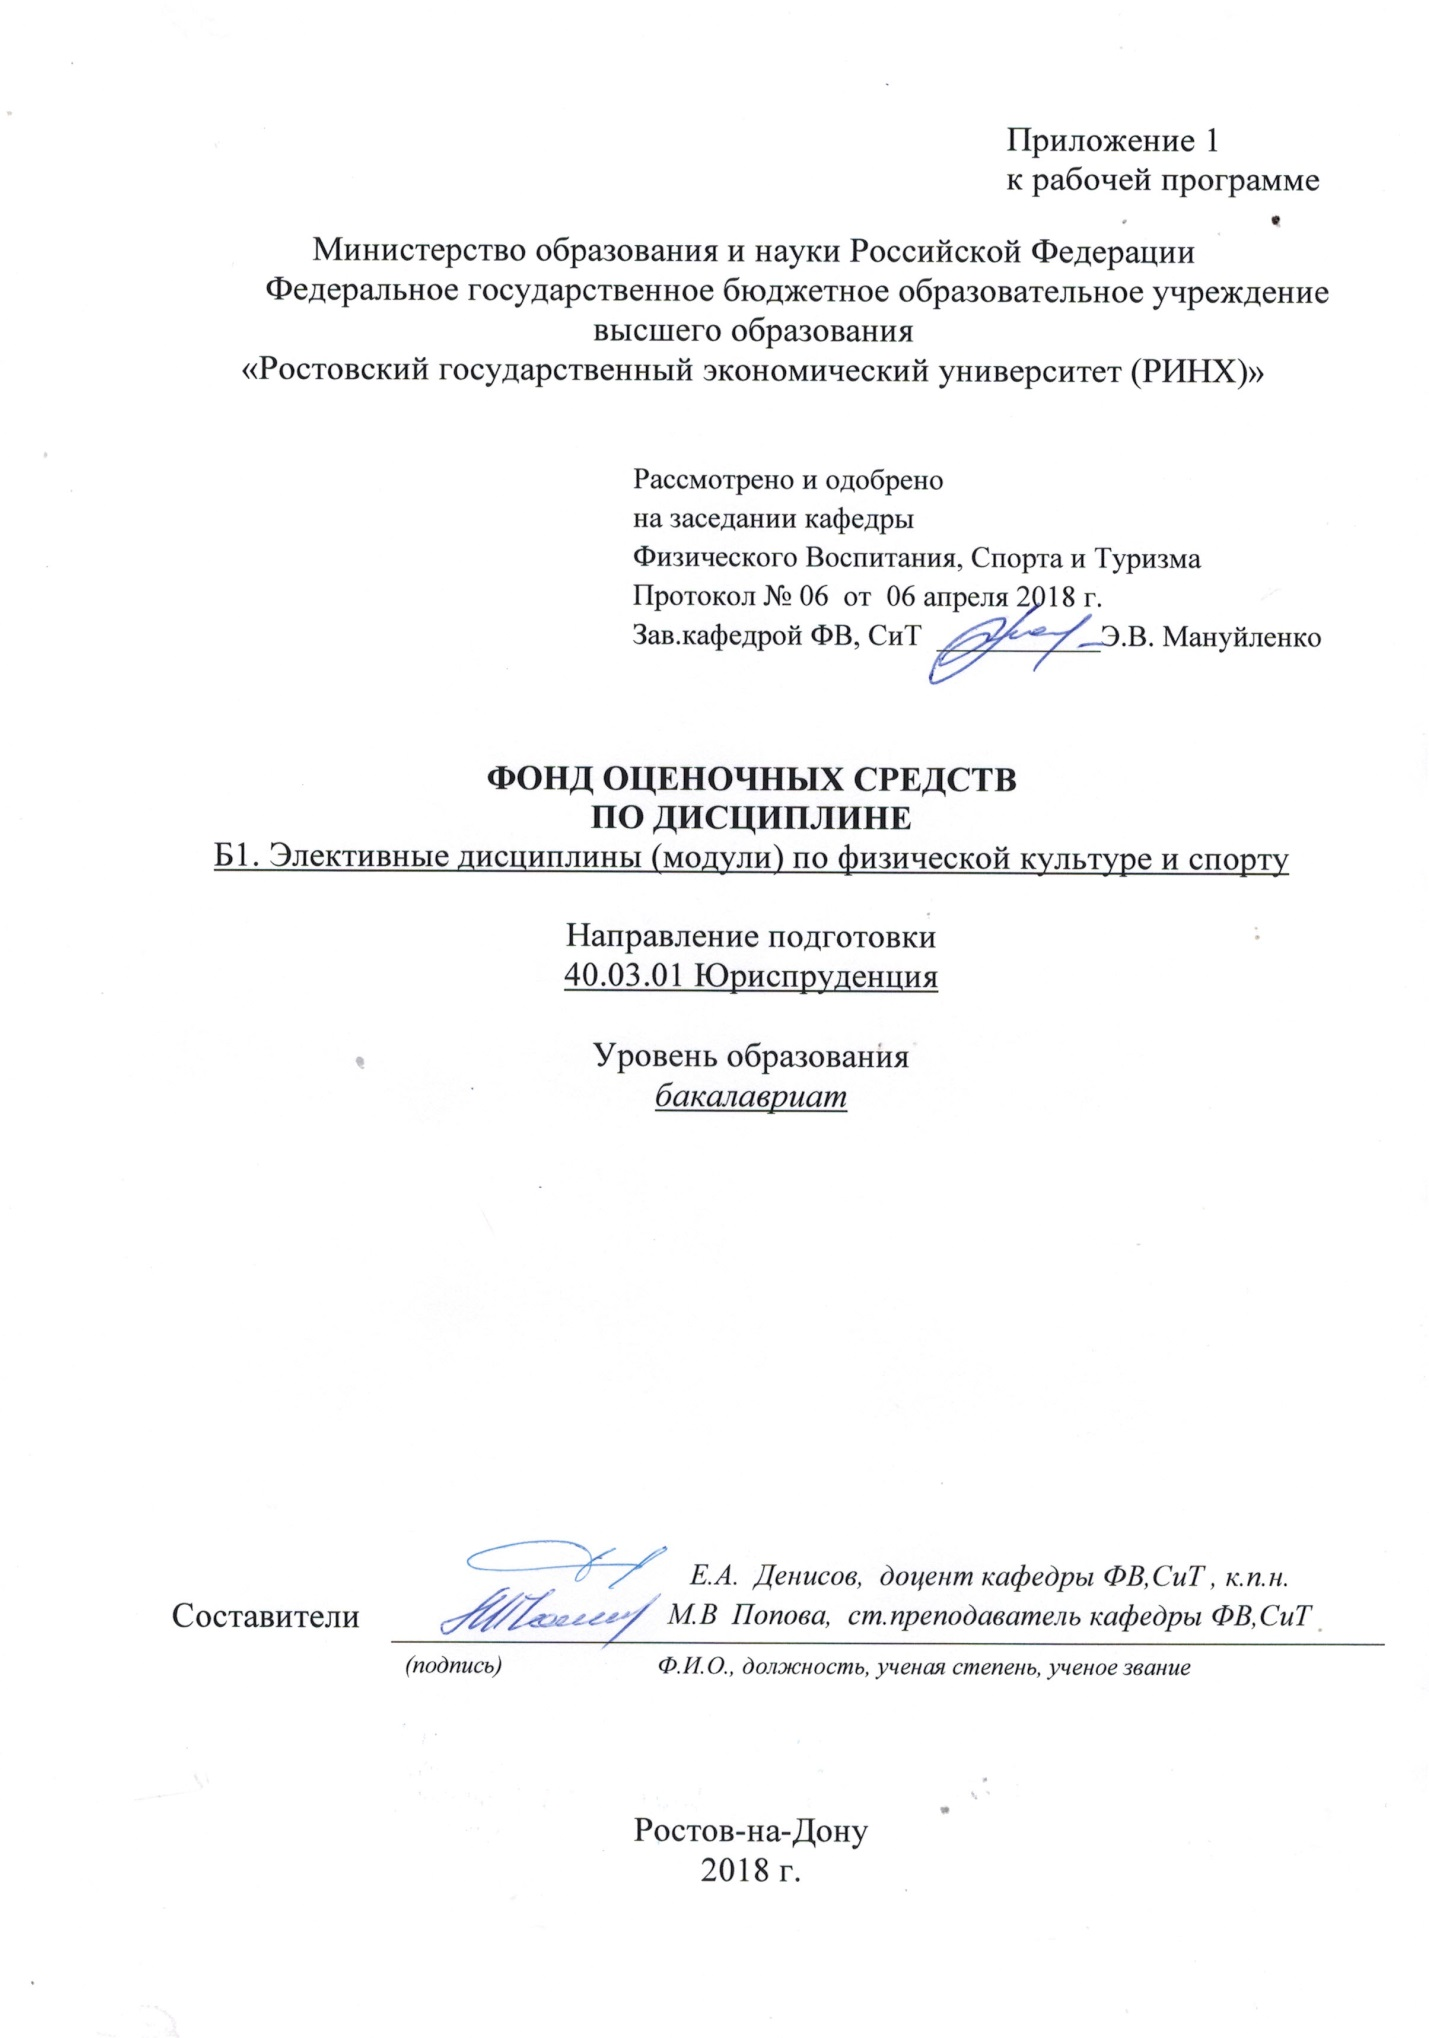 Приложение 1
к рабочей программе
Министерство образования и науки Российской Федерации
Федеральное государственное бюджетное образовательное учреждение
высшего образования
«Ростовский государственный экономический университет (РИНХ)»
Рассмотрено и одобрено
на заседании кафедры
Физического Воспитания, Спорта и Туризма
Протокол № 06 от 06 апреля 2018 г.
Зав.кафедрой ФВ, СиТ ___________Э.В. Мануйленко
ФОНД ОЦЕНОЧНЫХ СРЕДСТВ
ПО ДИСЦИПЛИНЕ
Б1. Элективные дисциплины (модули) по физической культуре и спорту
Направление подготовки
40.03.01 Юриспруденция
Уровень образования
бакалавриат
Е.А. Денисов, доцент кафедры ФВ,СиТ , к.п.н.
Составители М.В Попова, ст.преподаватель кафедры ФВ,СиТ
(подпись) Ф.И.О., должность, ученая степень, ученое звание
Ростов-на-Дону
2018 г.